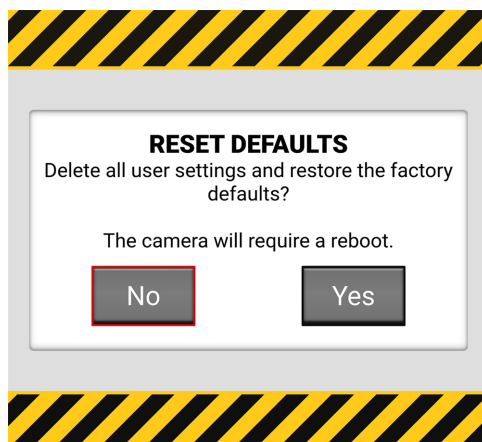 RESET DEFAULTS
Delete all user settings and restore the factory
defaults?
The camera will require a reboot.
No
Yes